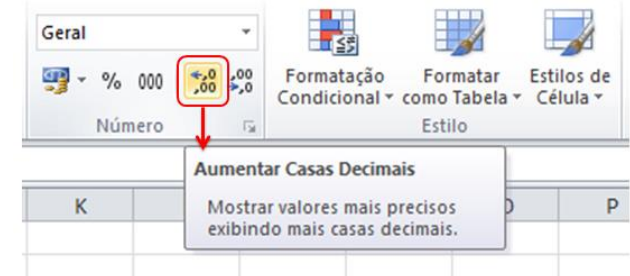 Geral
% 000 ,0 ,00 ,00 ,0
Formatação Condicional
Formatar como Tabela
Estilos de Célula
Número
Estilo
Aumentar Casas Decimais
Mostrar valores mais precisos
exibindo mais casas decimais.
K
P